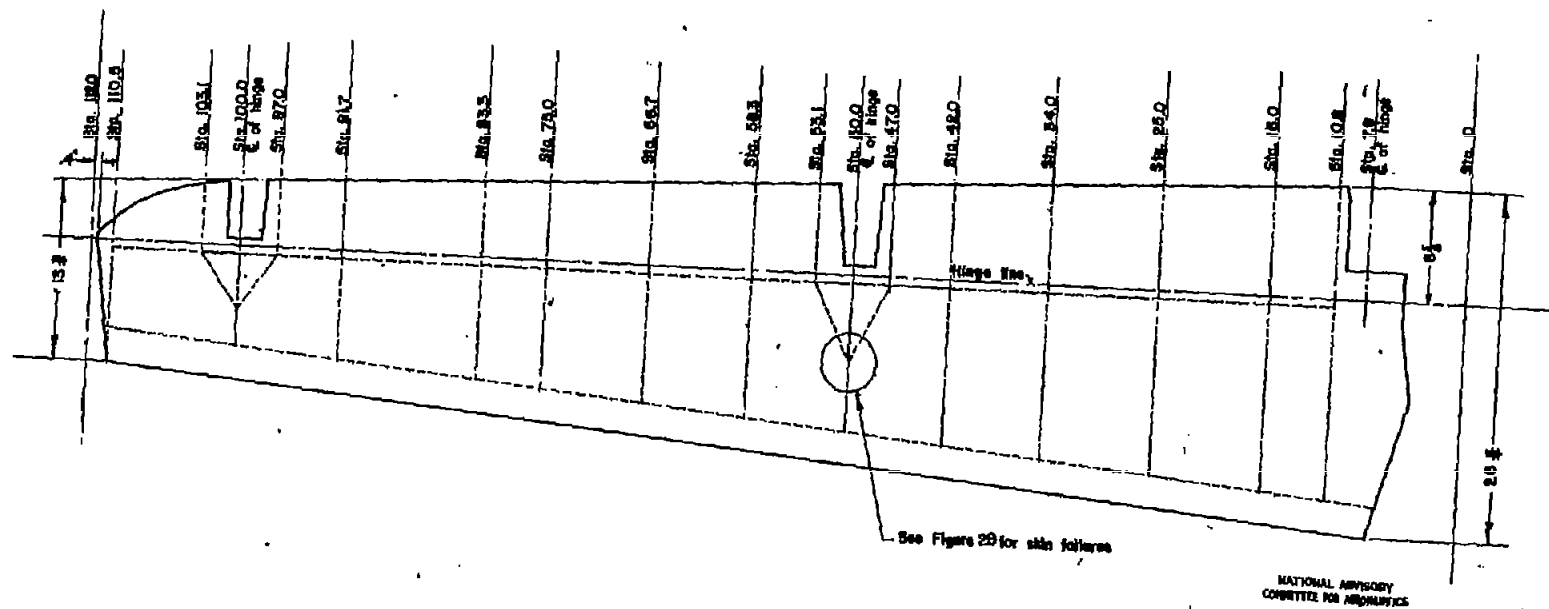 Sta. 110.5
Sta. 103.1
Sta. 100.0
℄ of hinge
Sta. 97.0
Sta. 91.7
Sta. 83.3
Sta. 75.0
Sta. 66.7
Sta. 58.3
Sta. 53.1
Sta. 50.0
℄ of hinge
Sta. 47.0
Sta. 42.0
Sta. 34.0
Sta. 25.0
Sta. 16.0
Sta. 10.8
Sta. 7.8
℄ of hinge
Sta. 0
Hinge line
See Figure 29 for skin failures
NATIONAL ADVISORY
COMMITTEE FOR AERONAUTICS